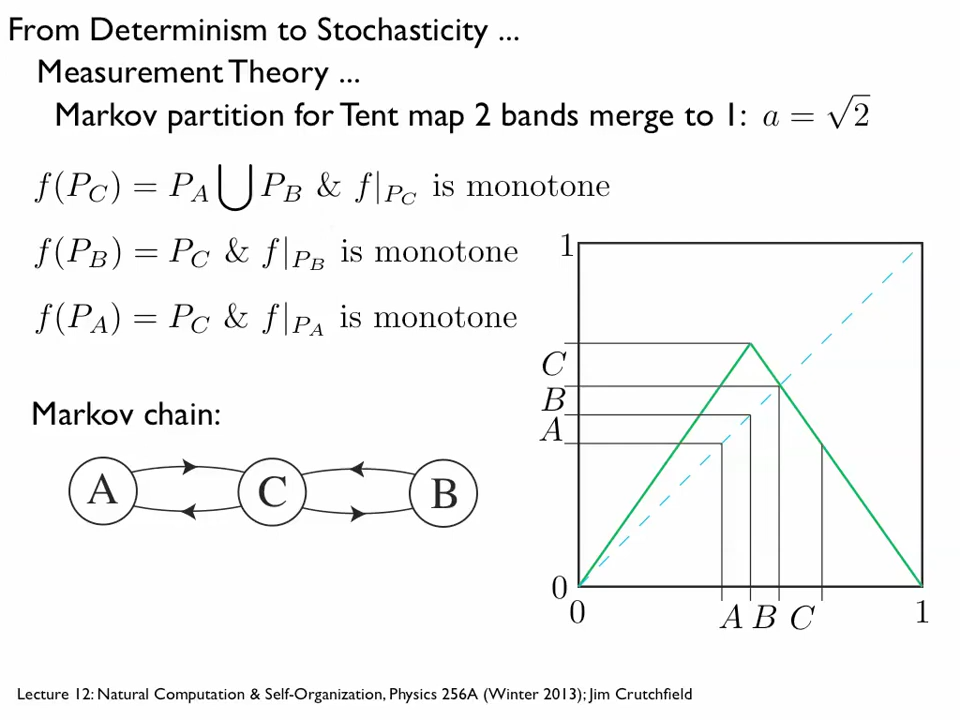 From Determinism to Stochasticity ...
Measurement Theory ...
Markov partition for Tent map 2 bands merge to 1: a = √2
f(P_C) = P_A ⋃ P_B & f|_{P_C} is monotone
f(P_B) = P_C & f|_{P_B} is monotone
f(P_A) = P_C & f|_{P_A} is monotone
Markov chain:
A C B
1
C
B
A
0
0 A B C 1
Lecture 12: Natural Computation & Self-Organization, Physics 256A (Winter 2013); Jim Crutchfield